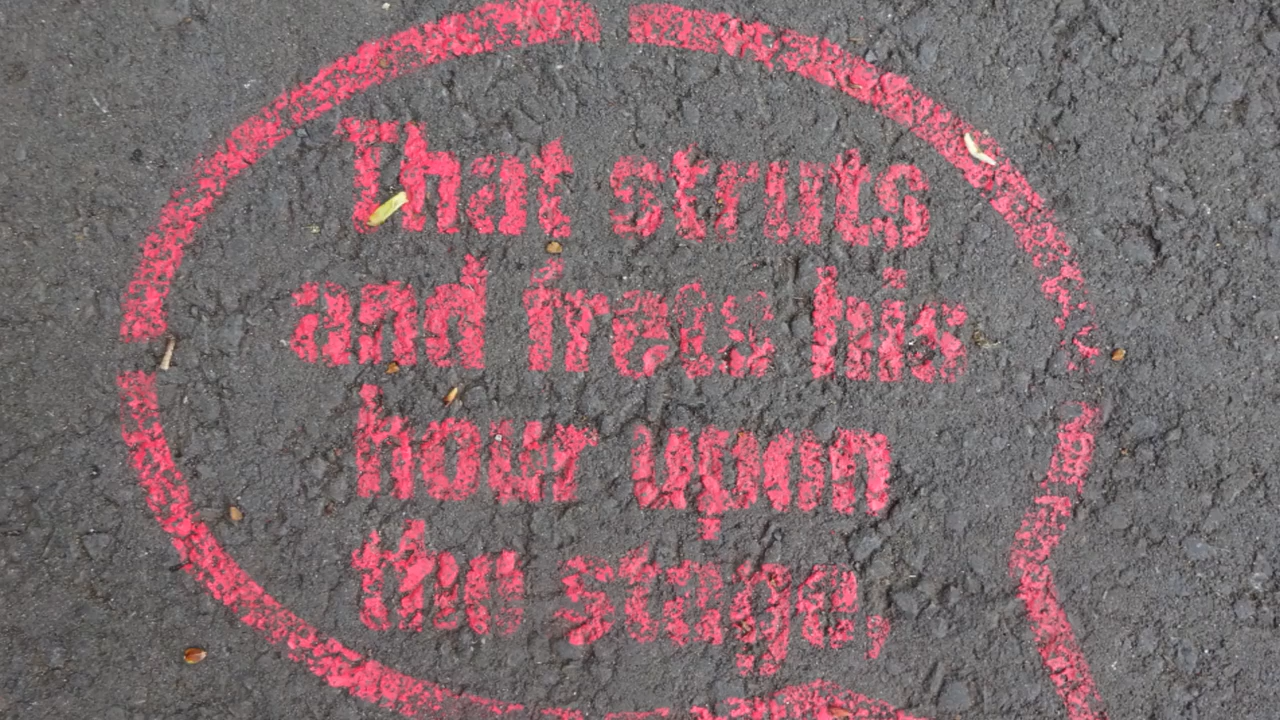 That struts
and frets his
hour upon
the stage,